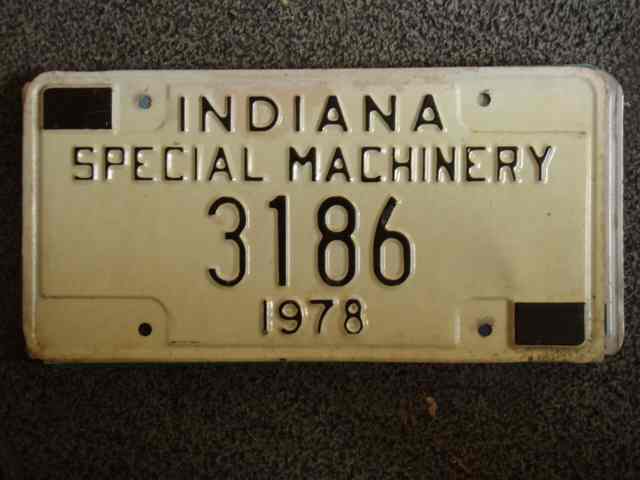 INDIANA
SPECIAL MACHINERY
3186
1978